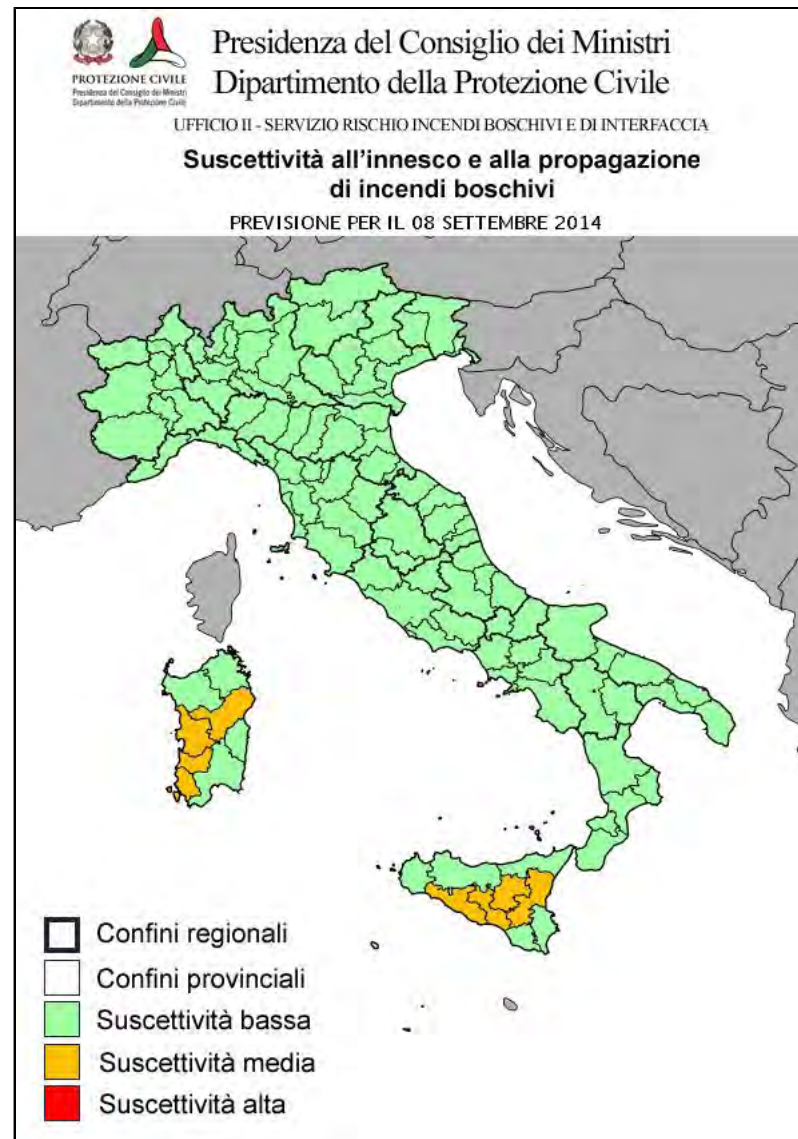 PROTEZIONE CIVILE
Presidenza del Consiglio dei Ministri
Dipartimento della Protezione Civile
Presidenza del Consiglio dei Ministri
Dipartimento della Protezione Civile
UFFICIO II - SERVIZIO RISCHIO INCENDI BOSCHIVI E DI INTERFACCIA
Suscettività all'innesco e alla propagazione
di incendi boschivi
PREVISIONE PER IL 08 SETTEMBRE 2014
Confini regionali
Confini provinciali
Suscettività bassa
Suscettività media
Suscettività alta